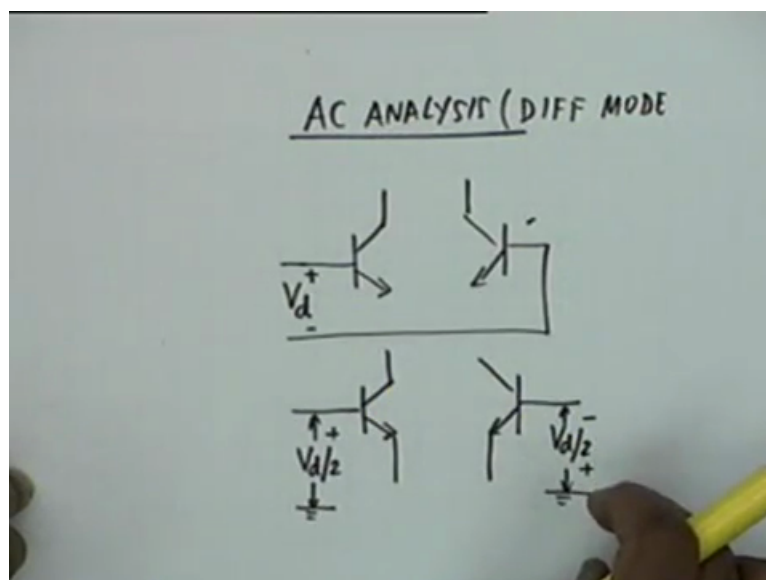 AC ANALYSIS (DIFF MODE
+
Vd
-
+
Vd/2
-
Vd/2
+